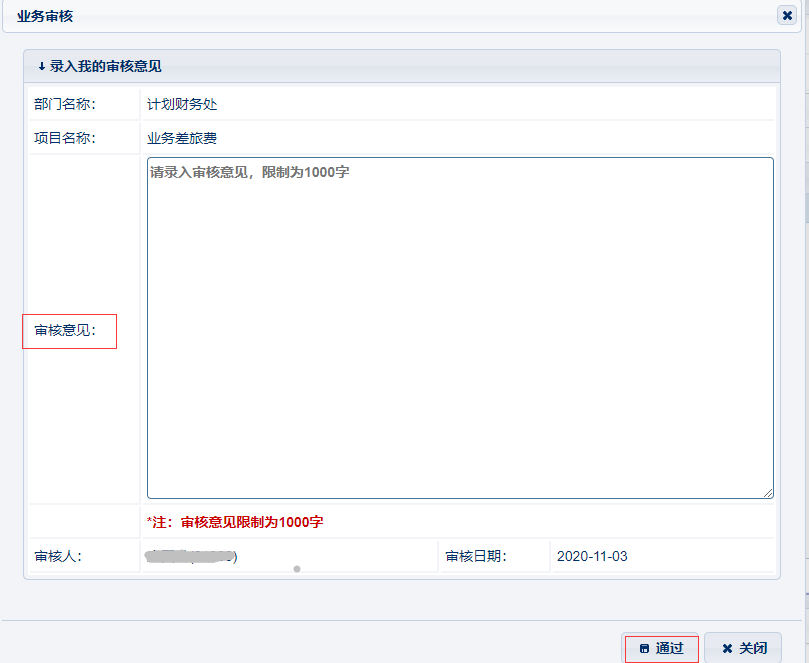 业务审核
录入我的审核意见
部门名称： 计划财务处
项目名称： 业务差旅费
请录入审核意见，限制为1000字
审核意见：
*注：审核意见限制为1000字
审核人： 审核日期： 2020-11-03
通过 关闭